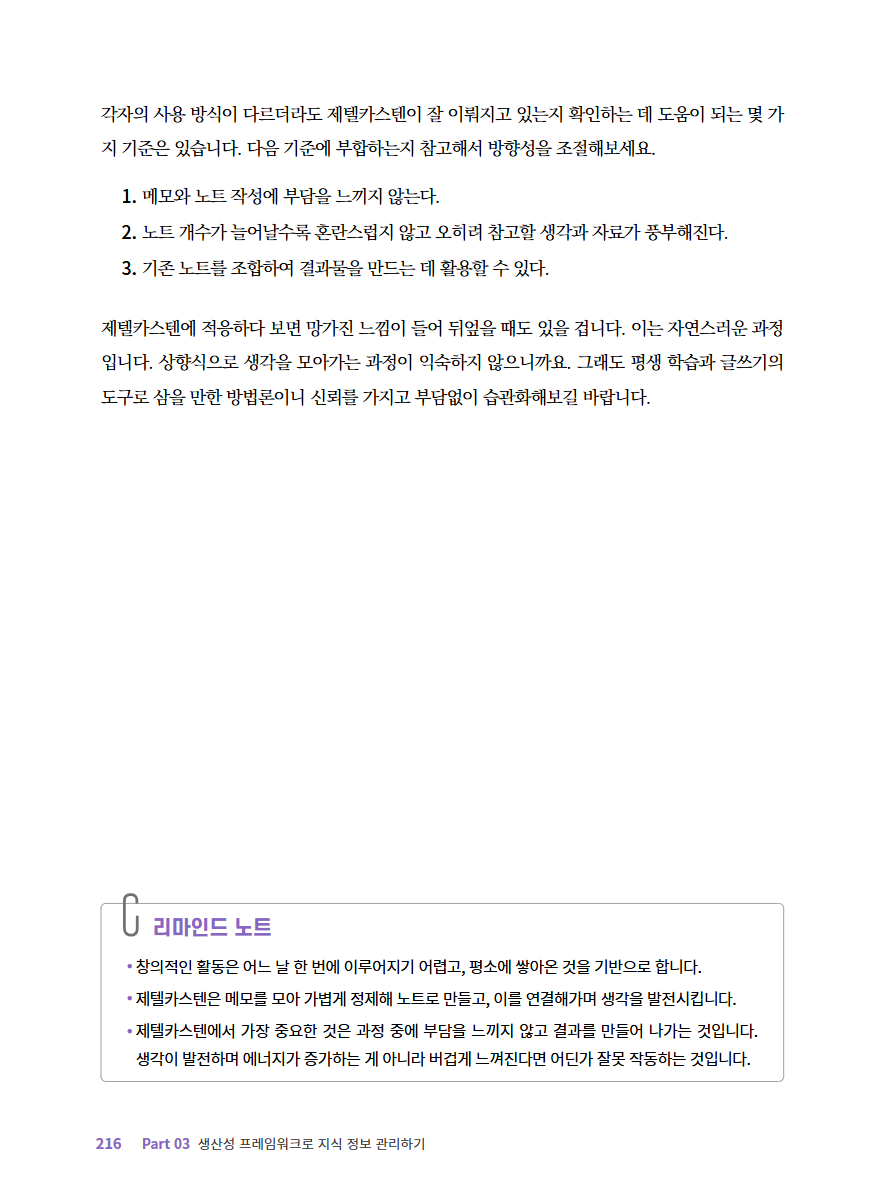 각자의 사용 방식이 다르더라도 제텔카스텐이 잘 이뤄지고 있는지 확인하는 데 도움이 되는 몇 가
지 기준은 있습니다. 다음 기준에 부합하는지 참고해서 방향성을 조절해보세요.
1. 메모와 노트 작성에 부담을 느끼지 않는다.
2. 노트 개수가 늘어날수록 혼란스럽지 않고 오히려 참고할 생각과 자료가 풍부해진다.
3. 기존 노트를 조합하여 결과물을 만드는 데 활용할 수 있다.
제텔카스텐에 적응하다 보면 망가진 느낌이 들어 뒤엎을 때도 있을 겁니다. 이는 자연스러운 과정
입니다. 상향식으로 생각을 모아가는 과정이 익숙하지 않으니까요. 그래도 평생 학습과 글쓰기의
도구로 삼을 만한 방법론이니 신뢰를 가지고 부담없이 습관화해보길 바랍니다.
리마인드 노트
• 창의적인 활동은 어느 날 한 번에 이루어지기 어렵고, 평소에 쌓아온 것을 기반으로 합니다.
• 제텔카스텐은 메모를 모아 가볍게 정제해 노트로 만들고, 이를 연결해가며 생각을 발전시킵니다.
• 제텔카스텐에서 가장 중요한 것은 과정 중에 부담을 느끼지 않고 결과를 만들어 나가는 것입니다.
생각이 발전하며 에너지가 증가하는 게 아니라 버겁게 느껴진다면 어딘가 잘못 작동하는 것입니다.
216 Part 03 생산성 프레임워크로 지식 정보 관리하기